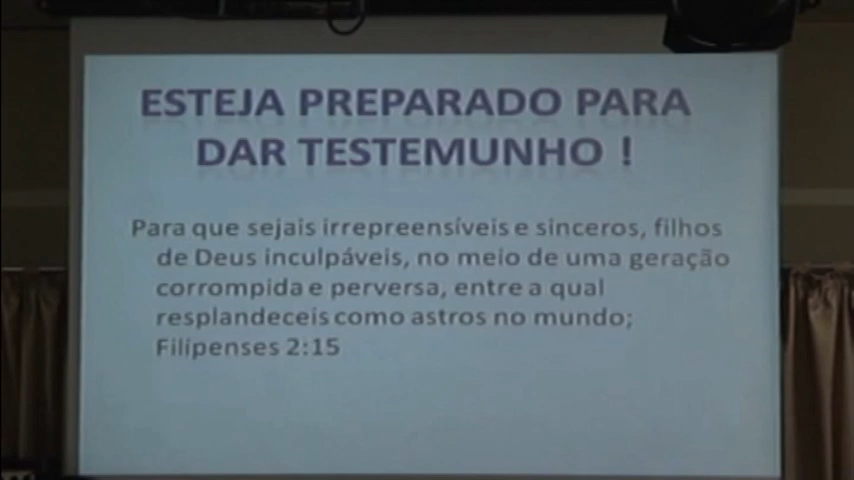 ESTEJA PREPARADO PARA
DAR TESTEMUNHO !
Para que sejais irrepreensíveis e sinceros, filhos
de Deus inculpáveis, no meio de uma geração
corrompida e perversa, entre a qual
resplandeceis como astros no mundo;
Filipenses 2:15